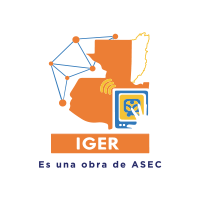 IGER
Es una obra de ASEC